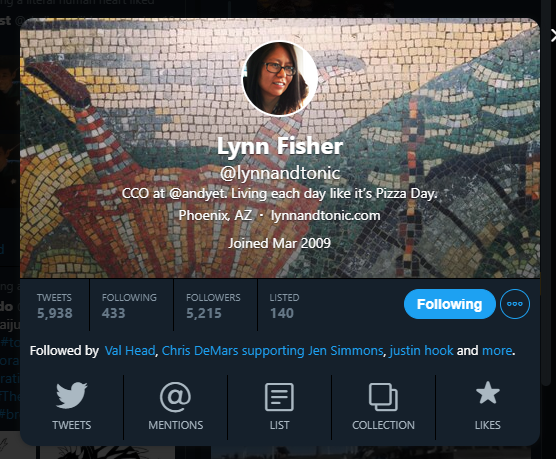 Lynn Fisher
@lynnandtonic
CCO at @andyet. Living each day like it's Pizza Day.
Phoenix, AZ · lynnandtonic.com
Joined Mar 2009
TWEETS FOLLOWING FOLLOWERS LISTED
5,938 433 5,215 140
Following
Followed by Val Head, Chris DeMars supporting Jen Simmons, justin hook and more.
TWEETS MENTIONS LIST COLLECTION LIKES